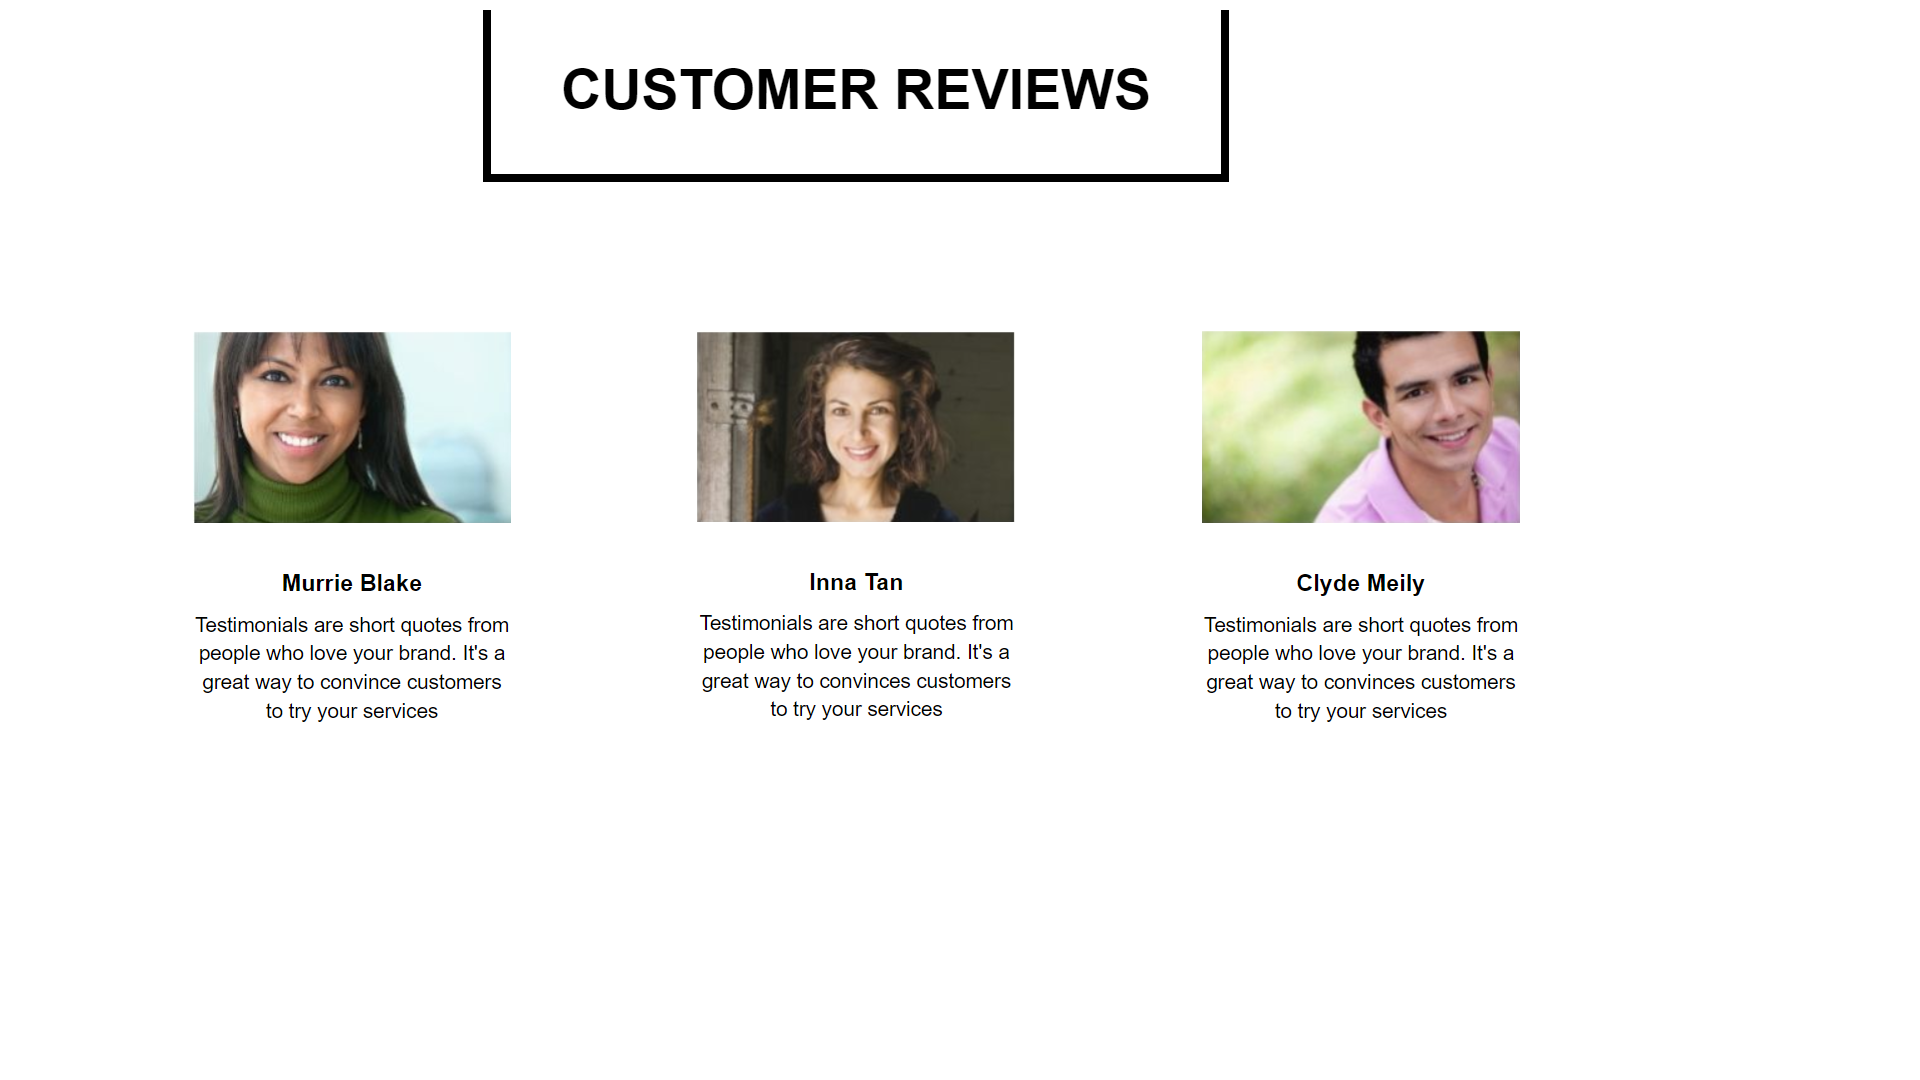 CUSTOMER REVIEWS
Murrie Blake
Testimonials are short quotes from
people who love your brand. It's a
great way to convince customers
to try your services
Inna Tan
Testimonials are short quotes from
people who love your brand. It's a
great way to convinces customers
to try your services
Clyde Meily
Testimonials are short quotes from
people who love your brand. It's a
great way to convinces customers
to try your services